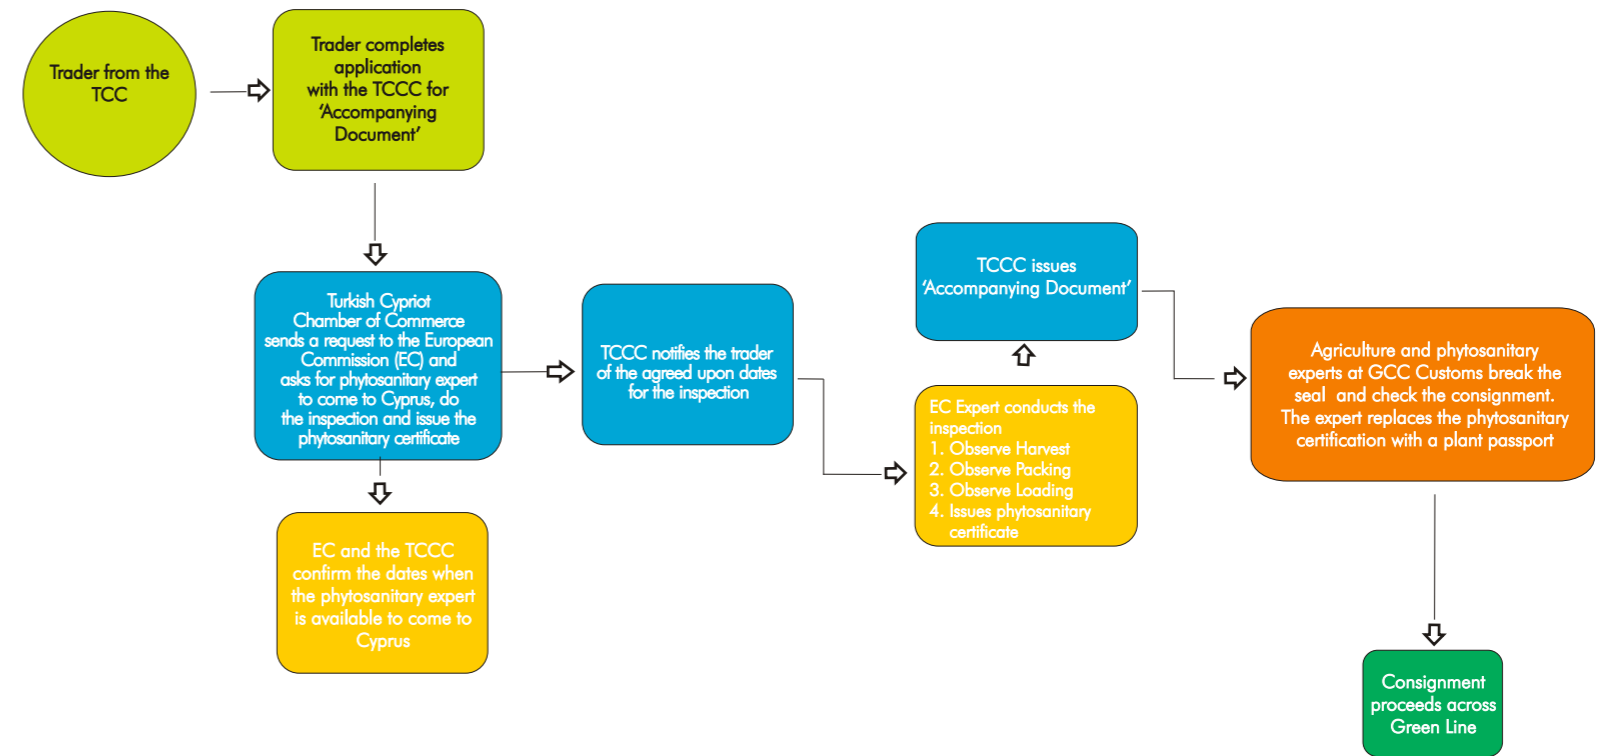 Trader from the
TCC
Trader completes
application
with the TCCC for
‘Accompanying
Document’
Turkish Cypriot
Chamber of Commerce
sends a request to the European
Commission (EC) and
asks for phytosanitary expert
to come to Cyprus, do
the inspection and issue the
phytosanitary certificate
EC and the TCCC
confirm the dates when
the phytosanitary expert
is available to come to
Cyprus
TCCC notifies the trader
of the agreed upon dates
for the inspection
EC Expert conducts the
inspection
1. Observe Harvest
2. Observe Packing
3. Observe Loading
4. Issues phytosanitary
certificate
TCCC issues
‘Accompanying Document’
Agriculture and phytosanitary
experts at GCC Customs break the
seal and check the consignment.
The expert replaces the phytosanitary
certification with a plant passport
Consignment
proceeds across
Green Line